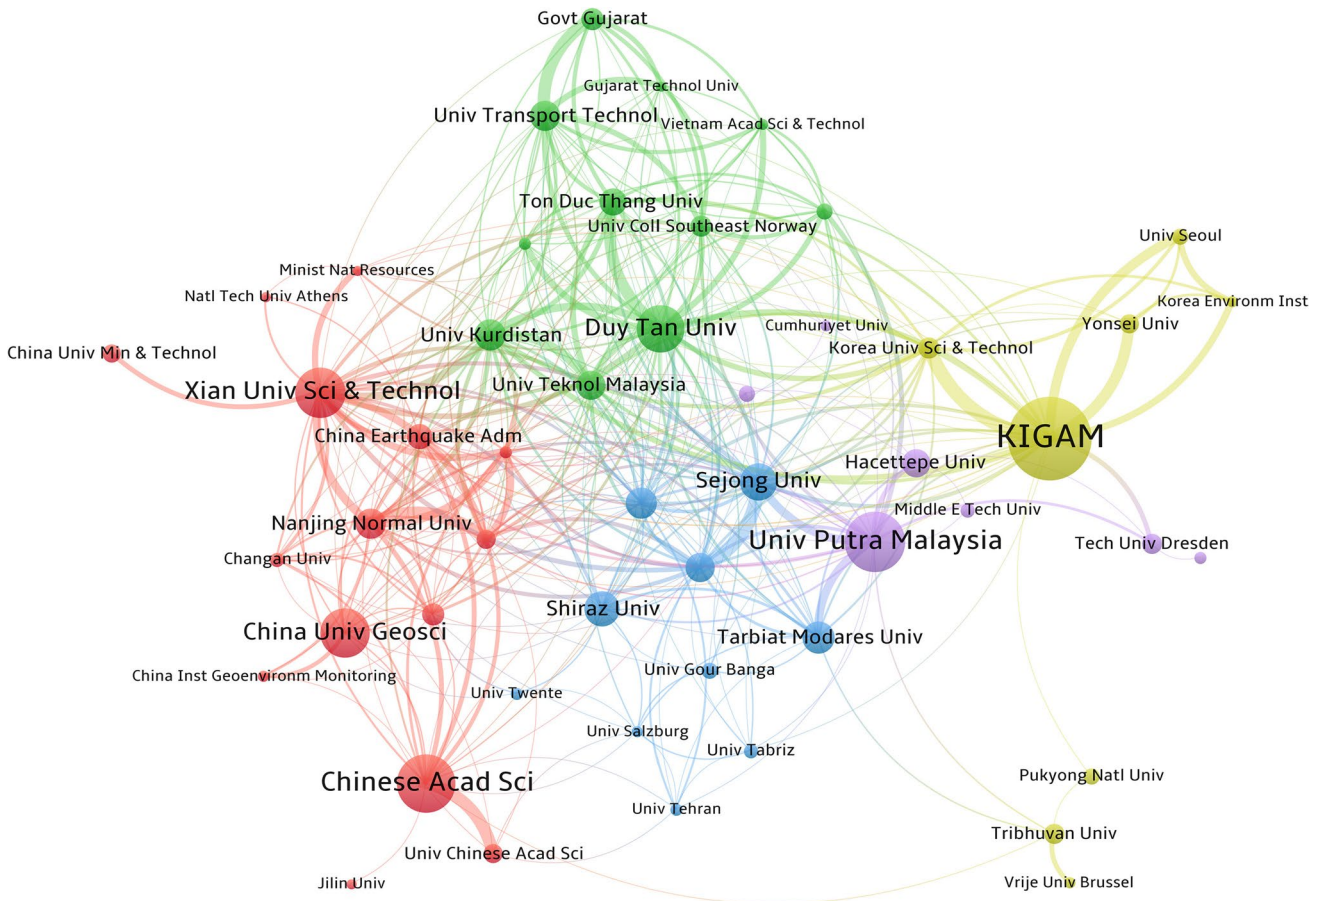 Govt Gujarat
Gujarat Technol Univ
Univ Transport Technol
Vietnam Acad Sci & Technol
Ton Duc Thang Univ
Univ Coll Southeast Norway
Univ Seoul
Minist Nat Resources
Natl Tech Univ Athens
Korea Environm Inst
Yonsei Univ
Cumhuriyet Univ
Duy Tan Univ
Univ Kurdistan
Korea Univ Sci & Technol
China Univ Min & Technol
Univ Teknol Malaysia
Xian Univ Sci & Technol
China Earthquake Adm
KIGAM
Hacettepe Univ
Sejong Univ
Middle E Tech Univ
Nanjing Normal Univ
Univ Putra Malaysia
Tech Univ Dresden
Changan Univ
Shiraz Univ
China Univ Geosci
Tarbiat Modares Univ
Univ Gour Banga
China Inst Geoenvironm Monitoring
Univ Twente
Univ Salzburg
Univ Tabriz
Pukyong Natl Univ
Chinese Acad Sci
Univ Tehran
Tribhuvan Univ
Univ Chinese Acad Sci
Jilin Univ
Vrije Univ Brussel